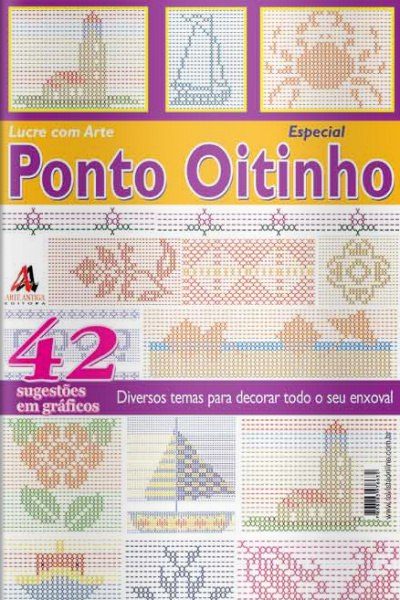 Lucre com Arte
Especial
Ponto Oitinho
ARTE ANTIGA
EDITORA
42
sugestões
em gráficos
Diversos temas para decorar todo o seu enxoval